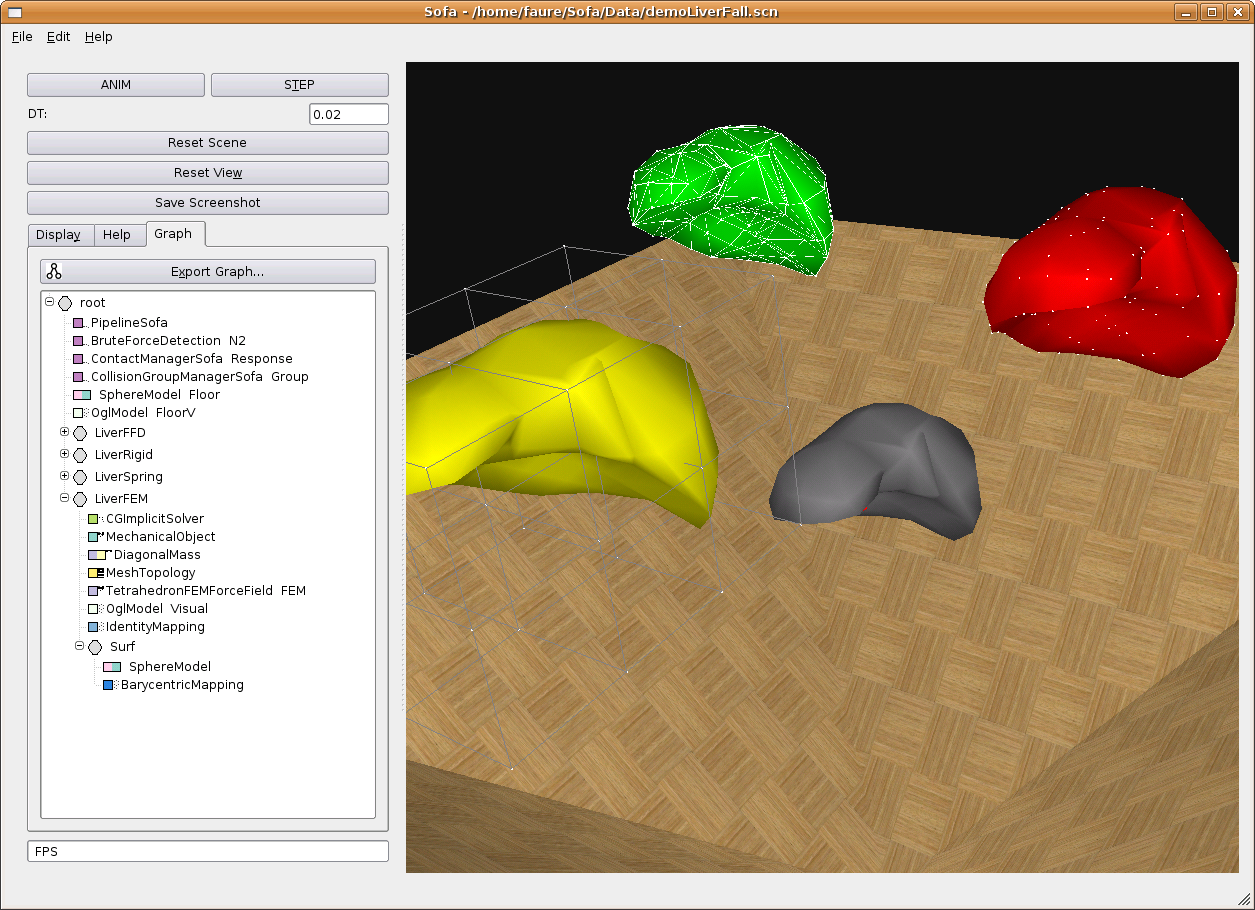 Sofa - /home/faure/Sofa/Data/demoLiverFall.scn
File Edit Help
ANIM STEP
DT: 0.02
Reset Scene
Reset View
Save Screenshot
Display Help Graph
Export Graph...
root
PipelineSofa
BruteForceDetection N2
ContactManagerSofa Response
CollisionGroupManagerSofa Group
SphereModel Floor
OglModel FloorV
LiverFFD
LiverRigid
LiverSpring
LiverFEM
CGImplicitSolver
MechanicalObject
DiagonalMass
MeshTopology
TetrahedronFEMForceField FEM
OglModel Visual
IdentityMapping
Surf
SphereModel
BarycentricMapping
FPS